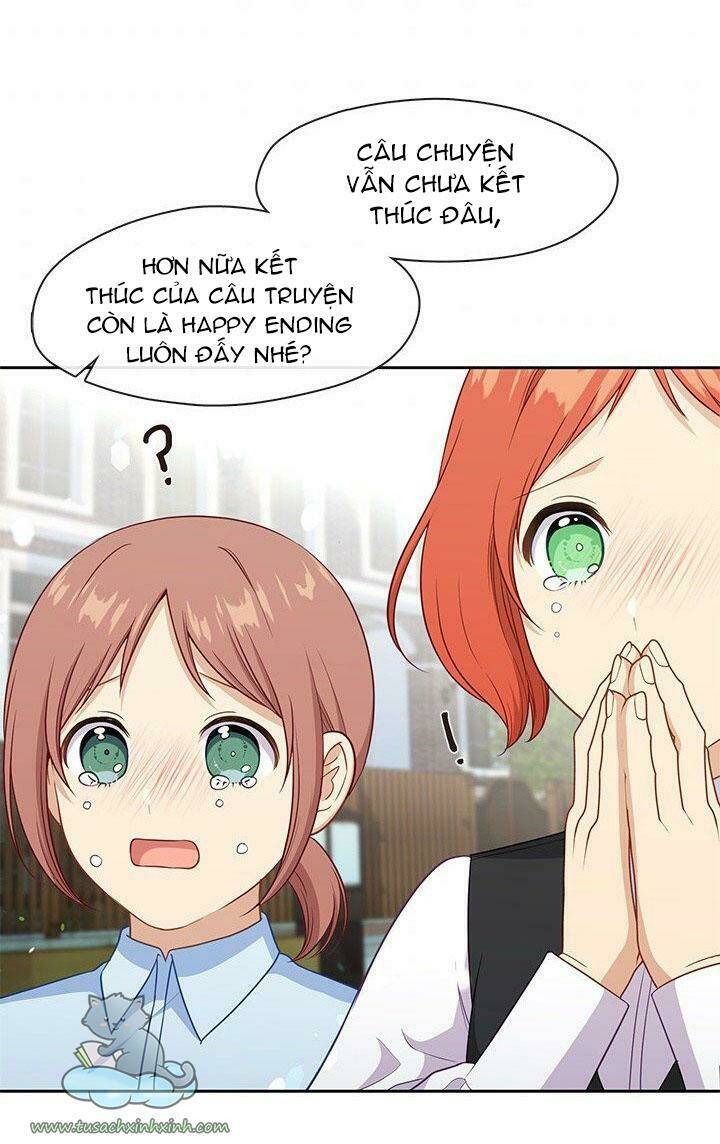 CÂU CHUYỆN
VẪN CHƯA KẾT
THÚC ĐÂU,
HƠN NỮA KẾT
THÚC CỦA CÂU TRUYỆN
CÒN LÀ HAPPY ENDING
LUÔN ĐẤY NHÉ?
?
!
www.tusachxinhxinh.com